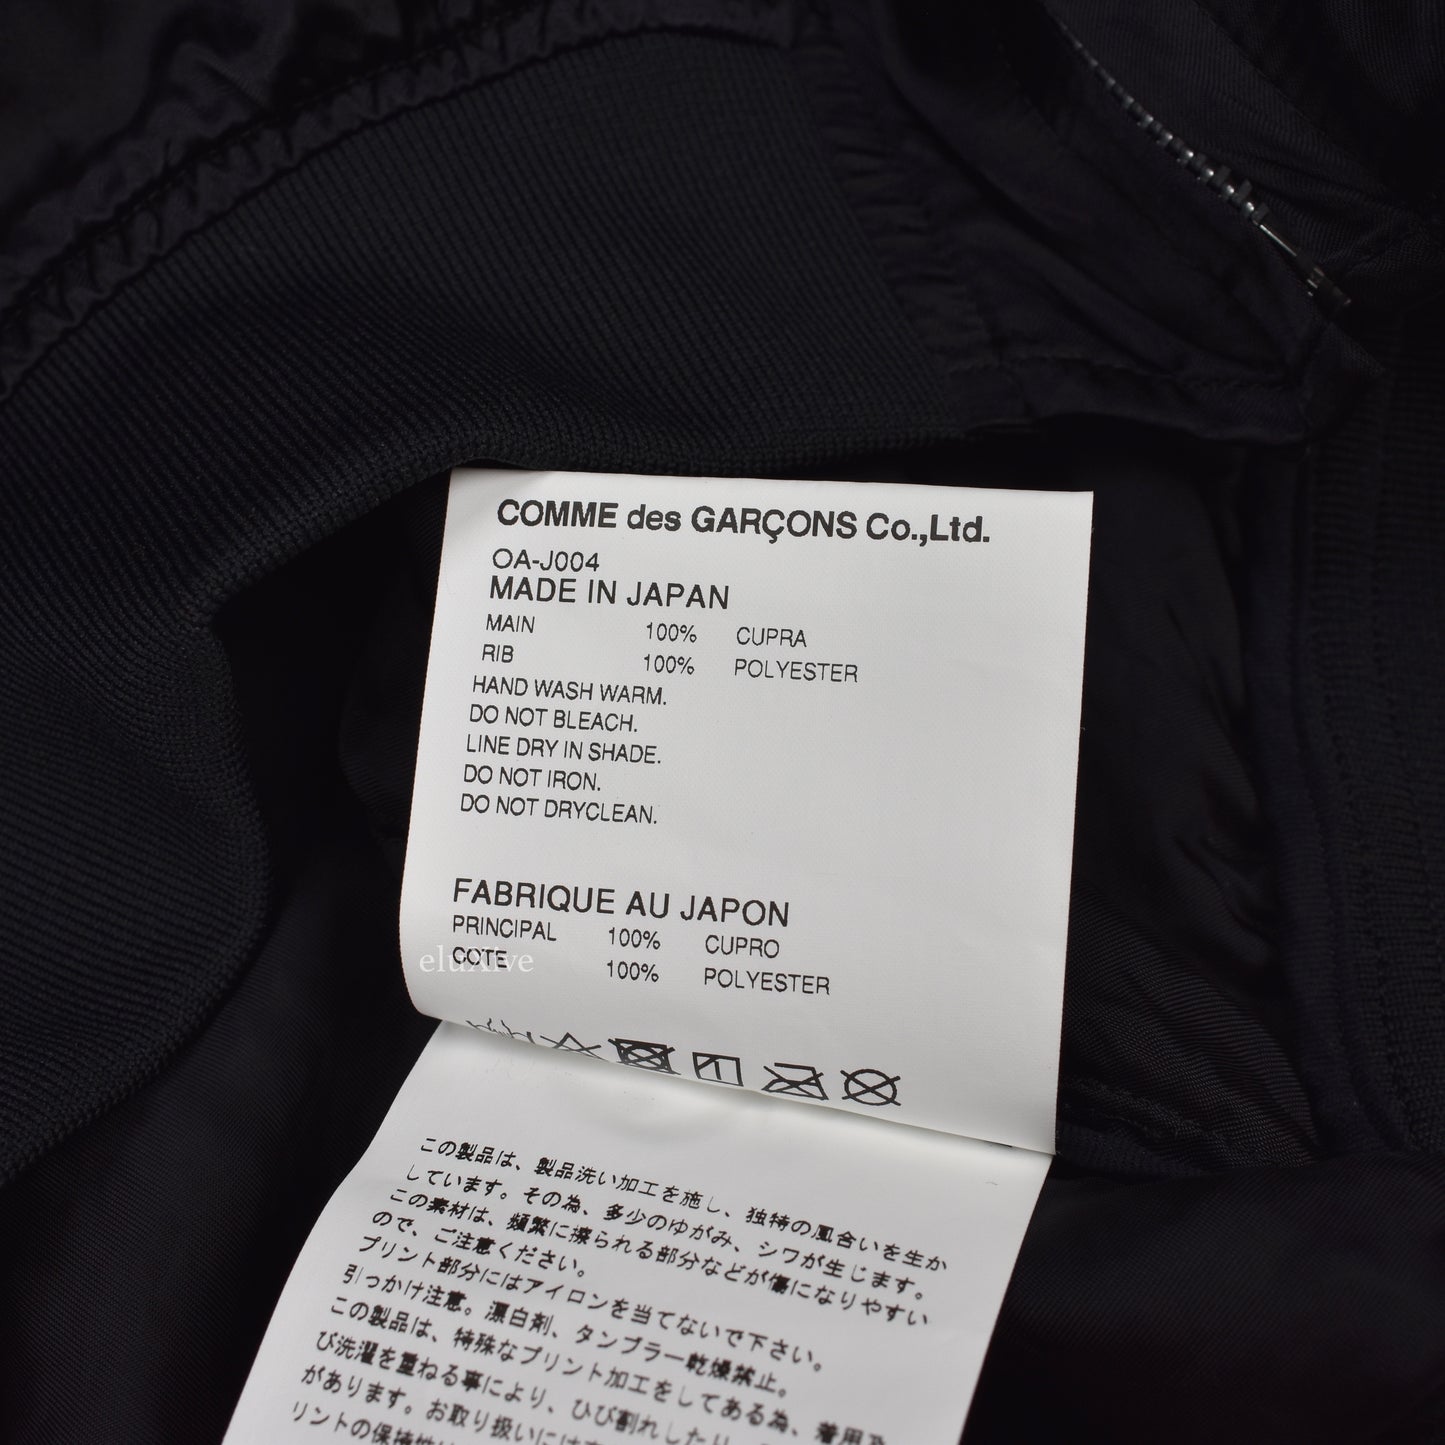 COMME des GARÇONS Co.,Ltd.
OA-J004
MADE IN JAPAN
MAIN 100% CUPRA
RIB 100% POLYESTER
HAND WASH WARM.
DO NOT BLEACH.
LINE DRY IN SHADE.
DO NOT IRON.
DO NOT DRYCLEAN.
FABRIQUE AU JAPON
PRINCIPAL 100% CUPRO
COTE 100% POLYESTER
eluXive
この製品は、製品洗い加工を施し、独特の風合いを生か
しています。その為、多少のゆがみ、シワが生じます。
この素材は、頻繁に擦られる部分などが傷になりやすい
ので、ご注意ください。
プリント部分にはアイロンを当てないで下さい。
引っかけ注意。漂白剤、タンブラー乾燥禁止。
この製品は、特殊なプリント加工をしてある為、着用及
び洗濯を重ねる事により、ひび割れしたり、
があります。お取り扱いには
リントの保持性